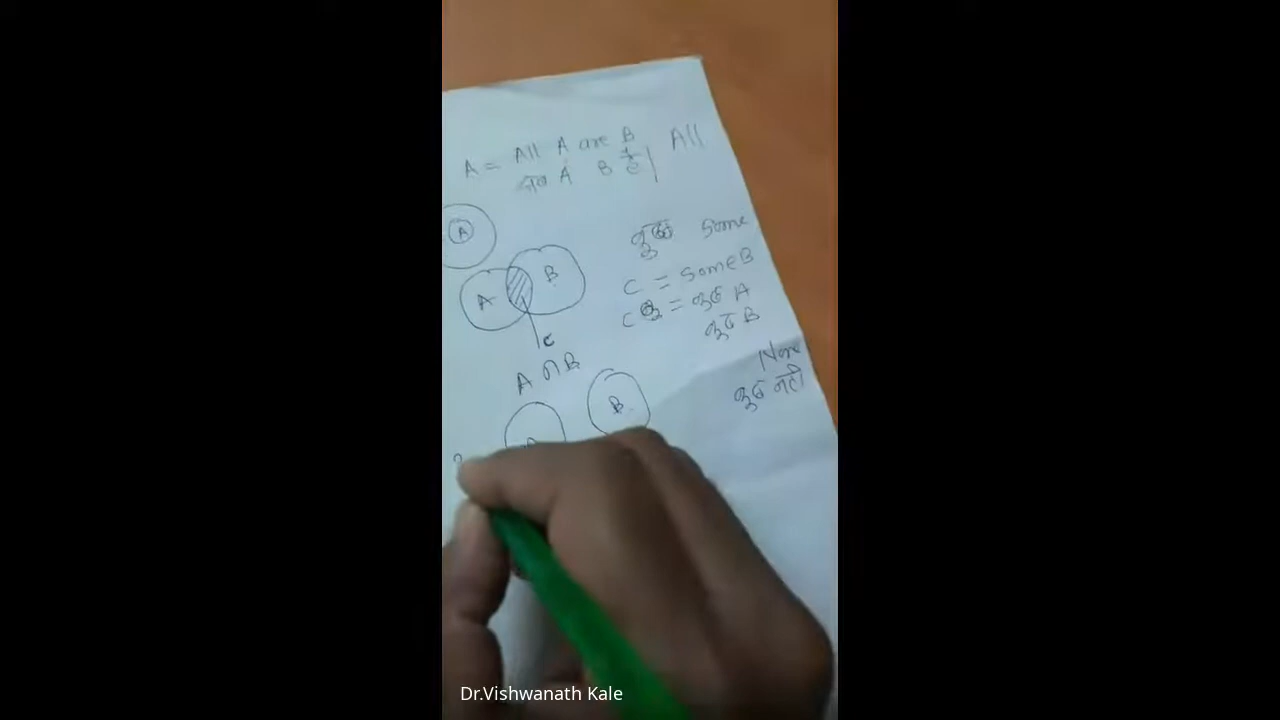 A = All A are B All
सब A B है |
A
कुछ Some
A B
C = Some B
C = कुछ A
कुछ B
C
A ∩ B
None
कुछ नही
B
Dr.Vishwanath Kale